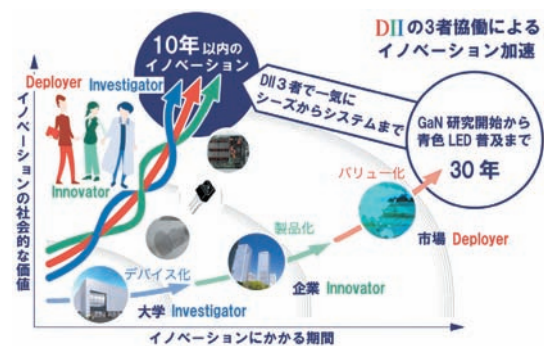 DIIの3者協働による
イノベーション加速
10年以内の
イノベーション
Deployer Investigator
Innovator
DII3者で一気に
シーズからシステムまで
GaN 研究開始から
青色 LED 普及まで
30年
バリュー化
市場 Deployer
製品化
企業 Innovator
デバイス化
大学 Investigator
イノベーションの社会的な価値
イノベーションにかかる期間